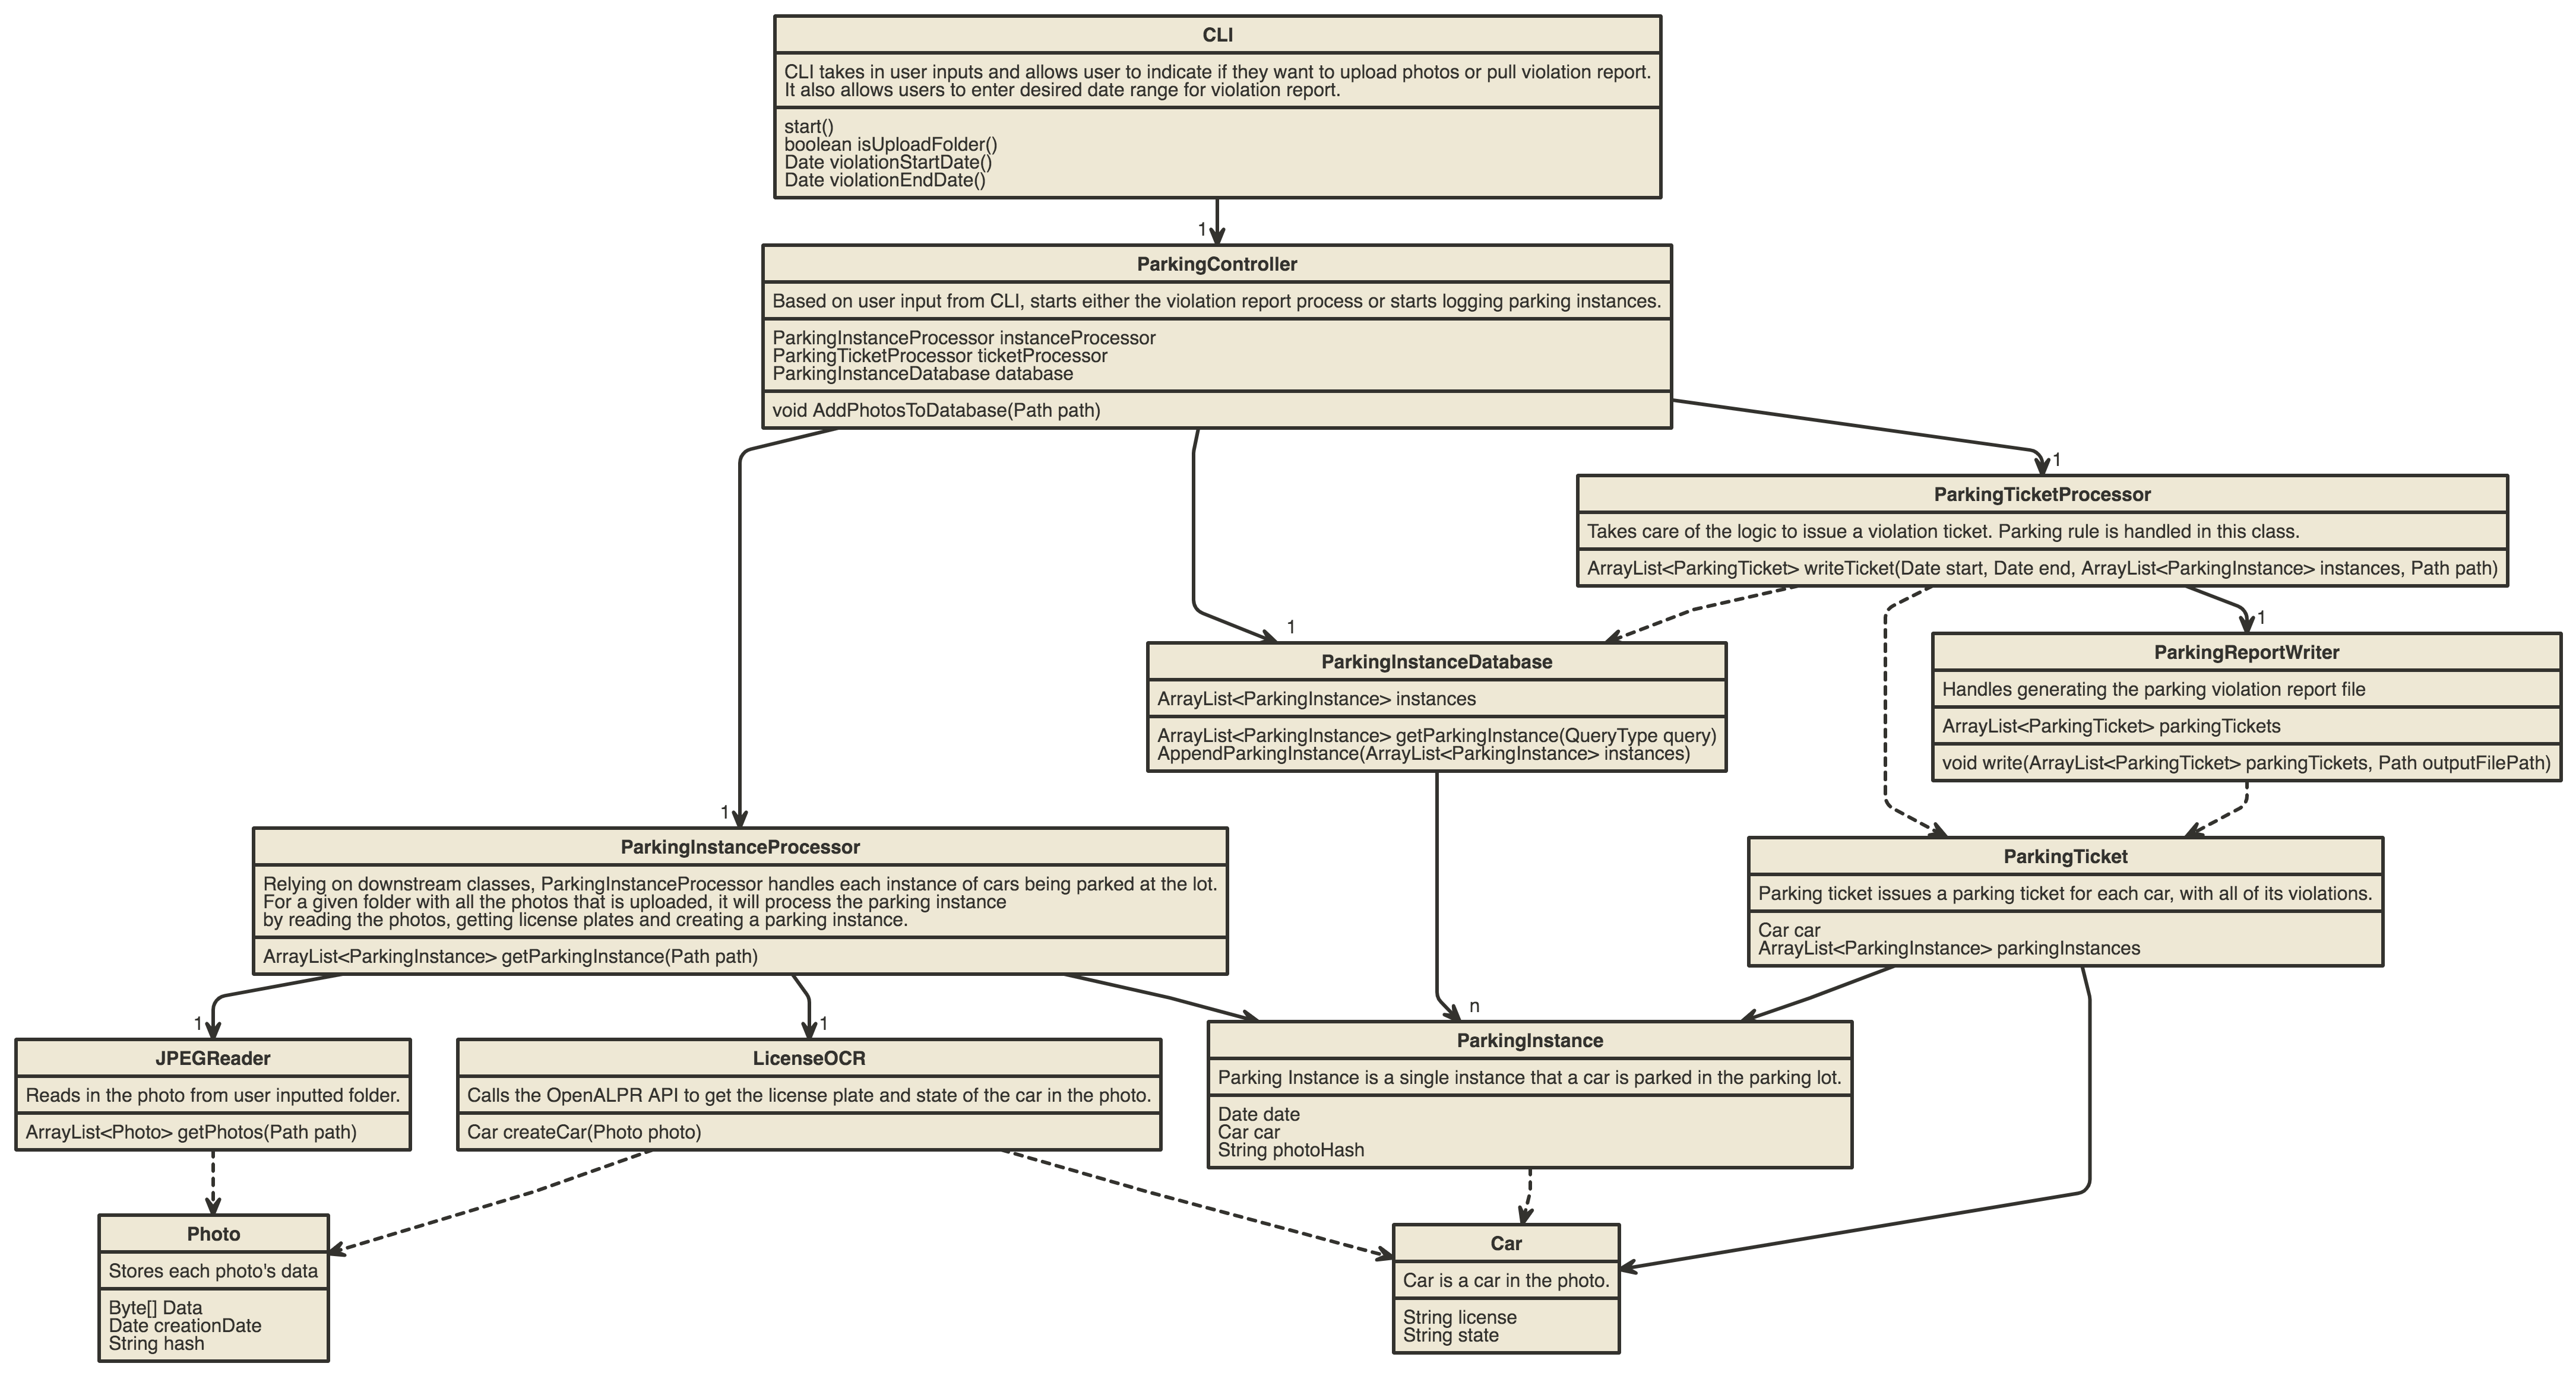 CLI
CLI takes in user inputs and allows user to indicate if they want to upload photos or pull violation report.
It also allows users to enter desired date range for violation report.
start()
boolean isUploadFolder()
Date violationStartDate()
Date violationEndDate()
1
ParkingController
Based on user input from CLI, starts either the violation report process or starts logging parking instances.
ParkingInstanceProcessor instanceProcessor
ParkingTicketProcessor ticketProcessor
ParkingInstanceDatabase database
void AddPhotosToDatabase(Path path)
1
ParkingTicketProcessor
Takes care of the logic to issue a violation ticket. Parking rule is handled in this class.
ArrayList<ParkingTicket> writeTicket(Date start, Date end, ArrayList<ParkingInstance> instances, Path path)
1
ParkingInstanceDatabase
ArrayList<ParkingInstance> instances
ArrayList<ParkingInstance> getParkingInstance(QueryType query)
AppendParkingInstance(ArrayList<ParkingInstance> instances)
1
ParkingReportWriter
Handles generating the parking violation report file
ArrayList<ParkingTicket> parkingTickets
void write(ArrayList<ParkingTicket> parkingTickets, Path outputFilePath)
1
ParkingInstanceProcessor
Relying on downstream classes, ParkingInstanceProcessor handles each instance of cars being parked at the lot.
For a given folder with all the photos that is uploaded, it will process the parking instance
by reading the photos, getting license plates and creating a parking instance.
ArrayList<ParkingInstance> getParkingInstance(Path path)
ParkingTicket
Parking ticket issues a parking ticket for each car, with all of its violations.
Car car
ArrayList<ParkingInstance> parkingInstances
1
JPEGReader
Reads in the photo from user inputted folder.
ArrayList<Photo> getPhotos(Path path)
1
LicenseOCR
Calls the OpenALPR API to get the license plate and state of the car in the photo.
Car createCar(Photo photo)
n
ParkingInstance
Parking Instance is a single instance that a car is parked in the parking lot.
Date date
Car car
String photoHash
Photo
Stores each photo's data
Byte[] Data
Date creationDate
String hash
Car
Car is a car in the photo.
String license
String state